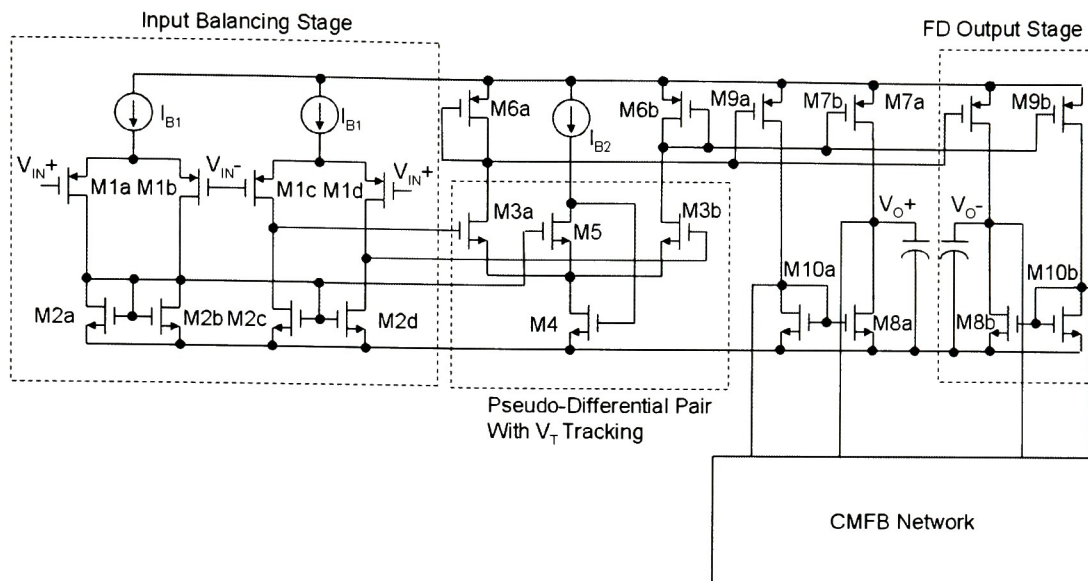 Input Balancing Stage
FD Output Stage
I_B1
I_B1
M6a
I_B2
M6b
M9a
M7b
M7a
M9b
V_IN+
M1a
M1b
V_IN-
M1c
M1d
V_IN+
M3a
M5
M3b
V_O+
V_O-
M10a
M10b
M2a
M2b
M2c
M2d
M4
M8a
M8b
Pseudo-Differential Pair
With V_T Tracking
CMFB Network